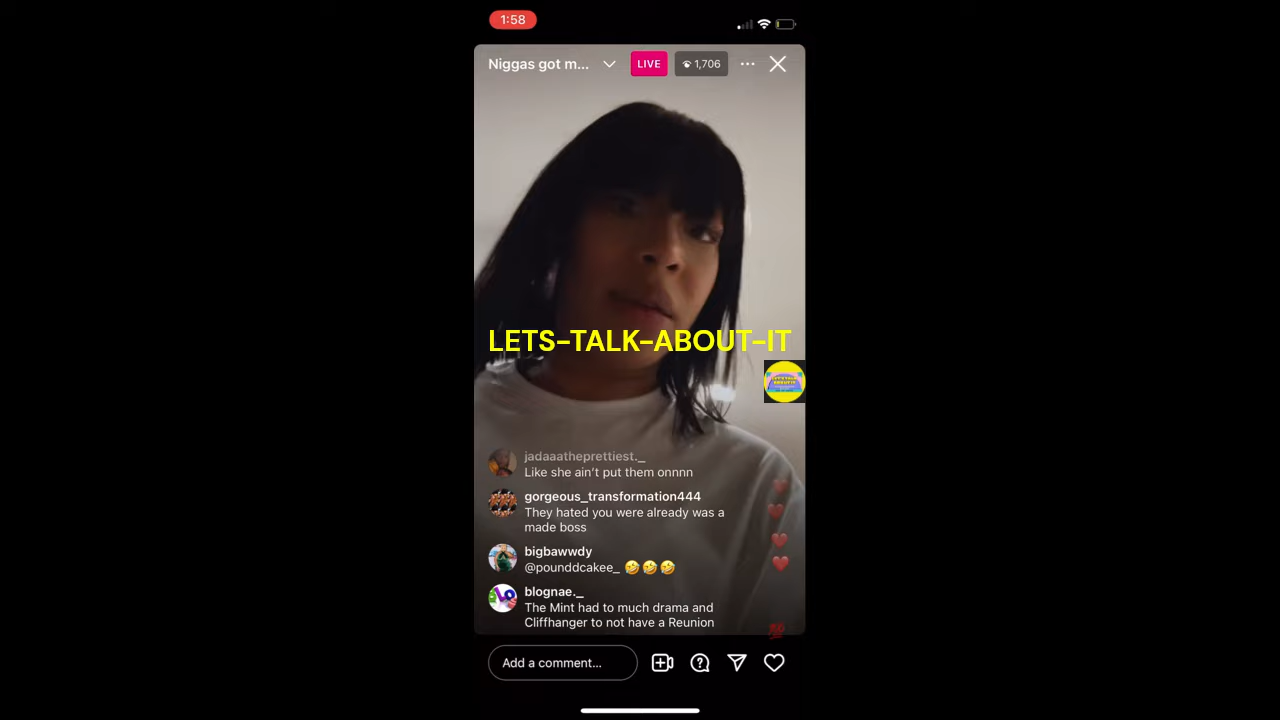 1:58
Niggas got m...
LIVE
1,706
LETS-TALK-ABOUT-IT
jadaaatheprettiest._
Like she ain't put them onnnn
gorgeous_transformation444
They hated you were already was a
made boss
bigbawwdy
@pounddcakee_ 🤣🤣🤣
blognae._
The Mint had to much drama and
Cliffhanger to not have a Reunion
💯
Add a comment...